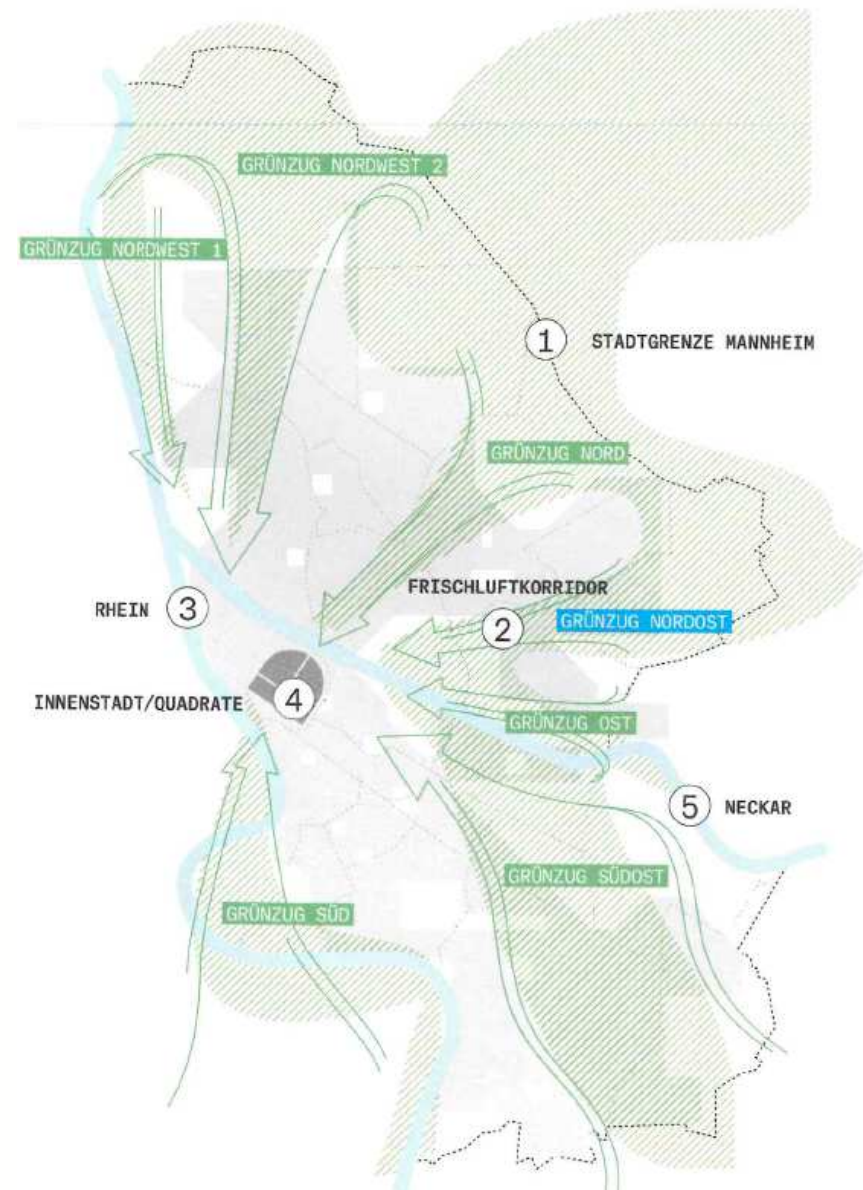 GRÜNZUG NORDWEST 2
GRÜNZUG NORDWEST 1
1 STADTGRENZE MANNHEIM
GRÜNZUG NORD
FRISCHLUFTKORRIDOR
2
GRÜNZUG NORDOST
RHEIN 3
INNENSTADT/QUADRATE 4
GRÜNZUG OST
5 NECKAR
GRÜNZUG SÜDOST
GRÜNZUG SÜD